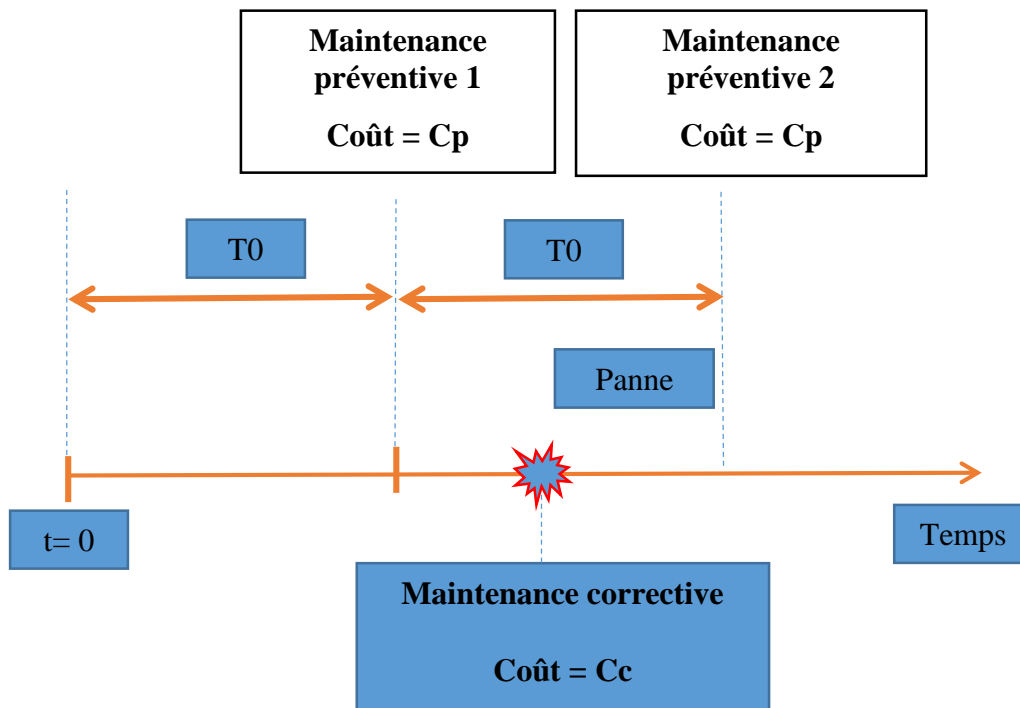 Maintenance
préventive 1
Coût = Cp
Maintenance
préventive 2
Coût = Cp
T0
T0
Panne
t= 0
Temps
Maintenance corrective
Coût = Cc